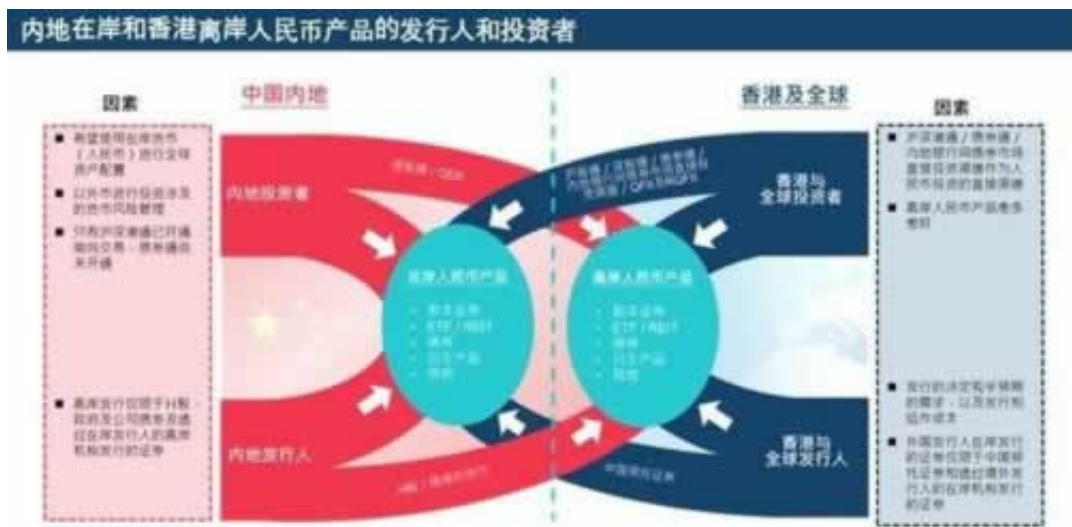 内地在岸和香港离岸人民币产品的发行人和投资者
中国内地
香港及全球
因素
因素
希望使用在岸货币
（人民币）进行全球
资产配置
以外币进行投资涉及
的货币风险管理
只有沪深港通已开通
南向交易，债券通尚
未开通
离岸发行仅限于H股、
政府及公司债券及透
过在岸发行人的离岸
机构发行的证券
内地投资者
内地发行人
港股通 / QDII
在岸人民币产品
股本证券
ETF / REIT
债券
衍生产品
离岸人民币产品
股本证券
ETF / REIT
债券
衍生产品
香港与
全球投资者
香港与
全球发行人
中国预托证券
沪深港通 / 债券通 /
内地银行间债券市场
直接投资渠道作为人
民币投资的直接渠道
离岸人民币产品愈多
愈好
发行的决定取决预期
的需求，以及发行和
运作成本
外国发行人在岸发行
的证券仅限于中国预
托证券和透过境外发
行人的在岸机构发行
的证券